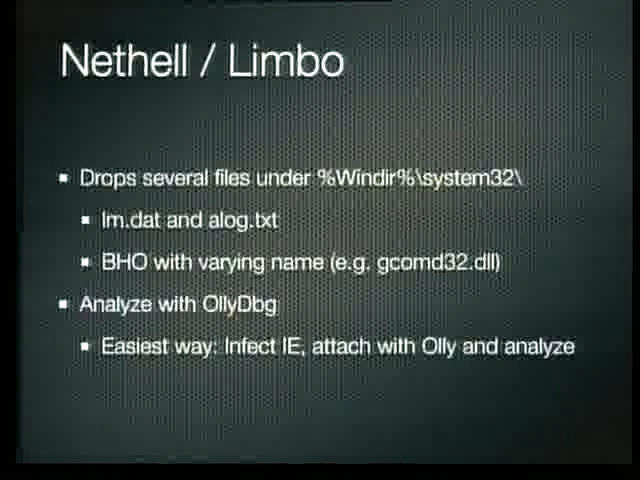 Nethell / Limbo
Drops several files under %Windir%\system32\
lm.dat and alog.txt
BHO with varying name (e.g. gcomd32.dll)
Analyze with OllyDbg
Easiest way: Infect IE, attach with Olly and analyze